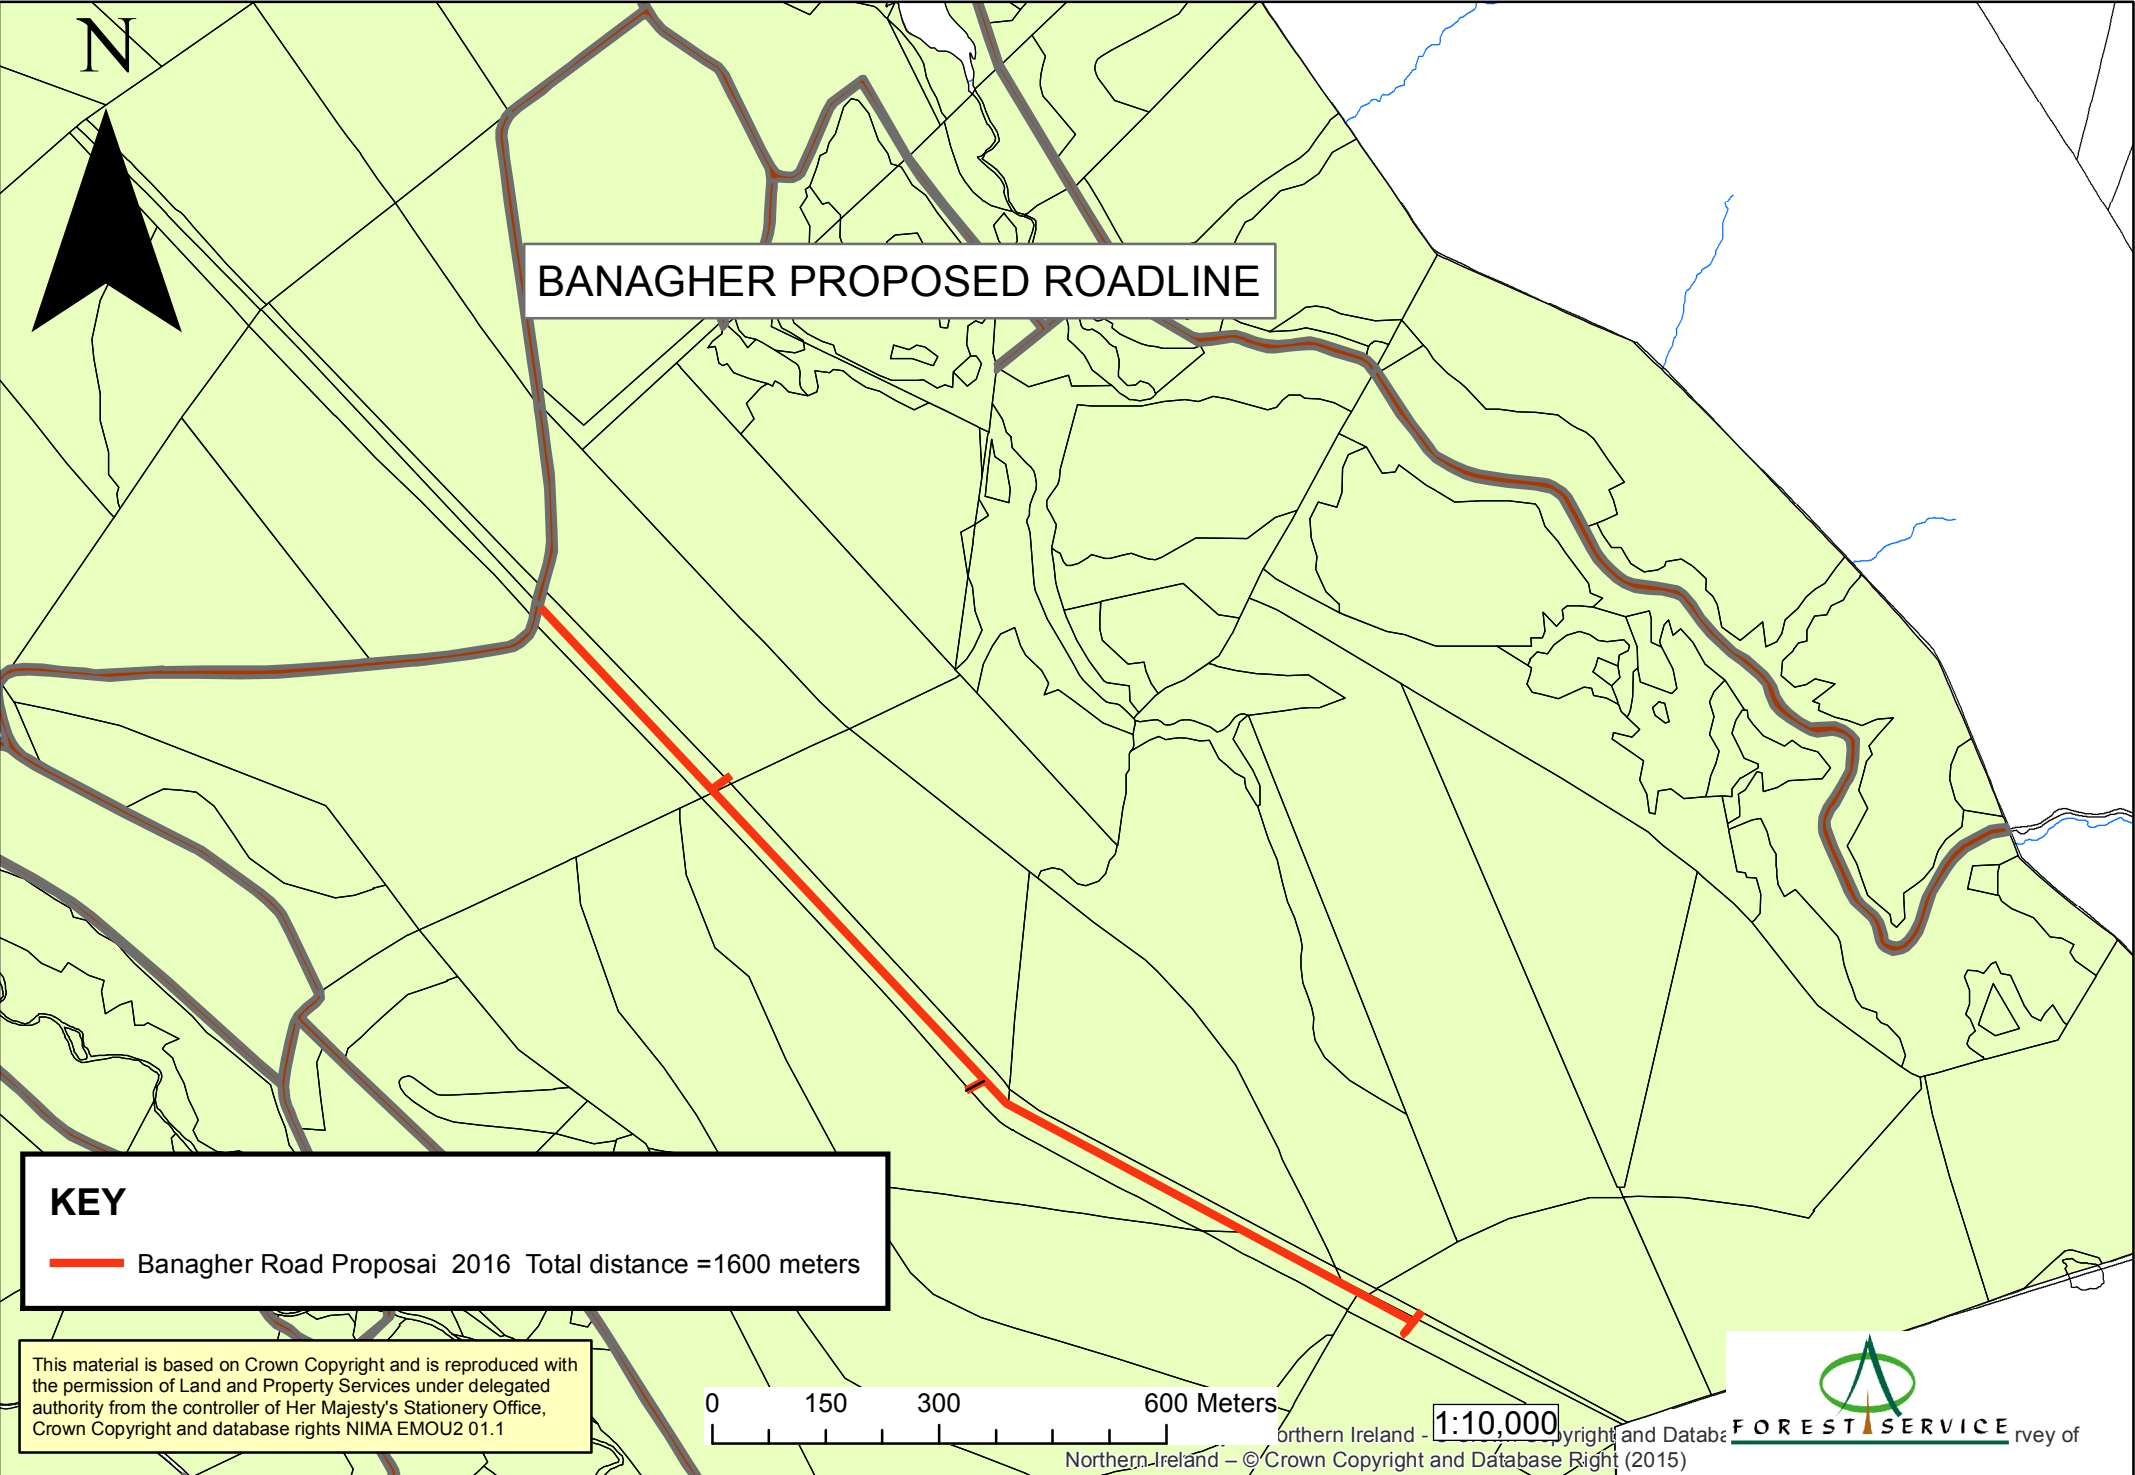 N
BANAGHER PROPOSED ROADLINE
KEY
Banagher Road Proposai 2016 Total distance =1600 meters
This material is based on Crown Copyright and is reproduced with
the permission of Land and Property Services under delegated
authority from the controller of Her Majesty's Stationery Office,
Crown Copyright and database rights NIMA EMOU2 01.1
0 150 300 600 Meters
1:10,000
orthern Ireland - Copyright and Databa rvey of
Northern Ireland – © Crown Copyright and Database Right (2015)
FOREST SERVICE